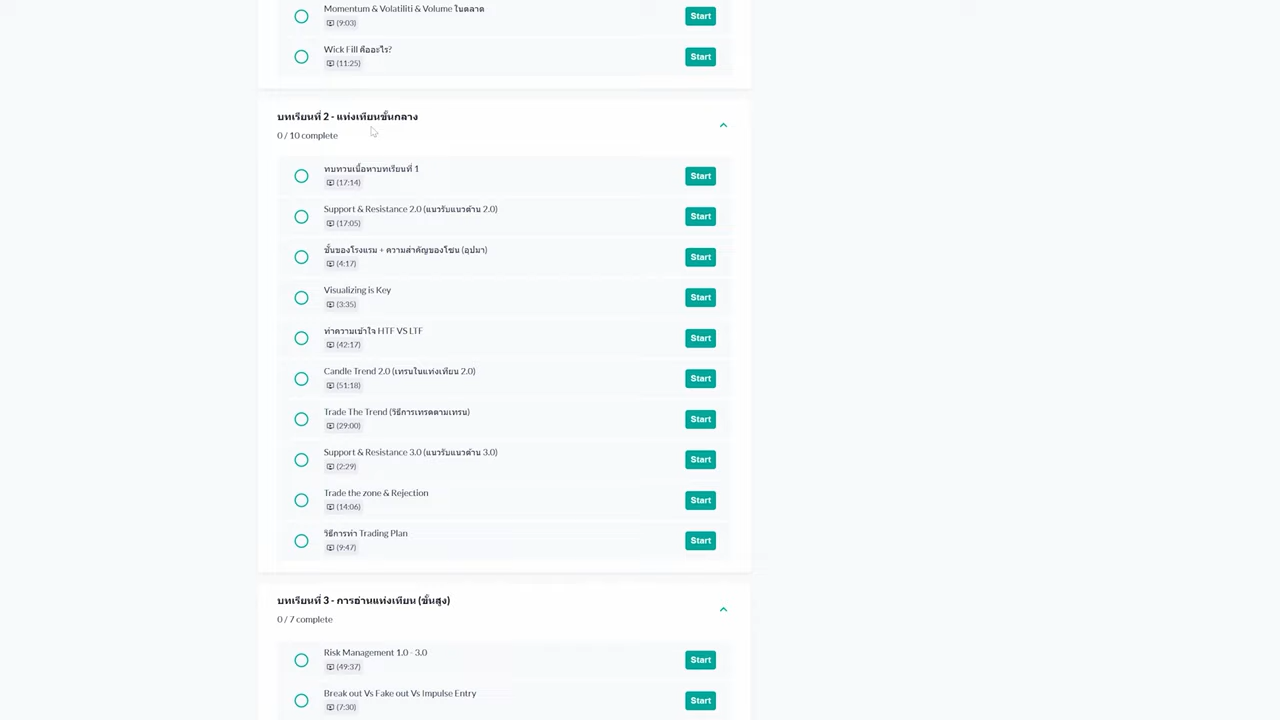 Momentum & Volatiliti & Volume ในตลาด
(9:03)
Start
Wick Fill คืออะไร?
(11:25)
Start
บทเรียนที่ 2 - แท่งเทียนขั้นกลาง
0 / 10 complete
ทบทวนเนื้อหาบทเรียนที่ 1
(17:14)
Start
Support & Resistance 2.0 (แนวรับแนวต้าน 2.0)
(17:05)
Start
ชั้นของโรงแรม + ความสำคัญของโซน (อุปมา)
(4:17)
Start
Visualizing is Key
(3:35)
Start
ทำความเข้าใจ HTF VS LTF
(42:17)
Start
Candle Trend 2.0 (เทรนในแท่งเทียน 2.0)
(51:18)
Start
Trade The Trend (วิธีการเทรดตามเทรน)
(29:00)
Start
Support & Resistance 3.0 (แนวรับแนวต้าน 3.0)
(2:29)
Start
Trade the zone & Rejection
(14:06)
Start
วิธีการทำ Trading Plan
(9:47)
Start
บทเรียนที่ 3 - การอ่านแท่งเทียน (ขั้นสูง)
0 / 7 complete
Risk Management 1.0 - 3.0
(49:37)
Start
Break out Vs Fake out Vs Impulse Entry
(7:30)
Start